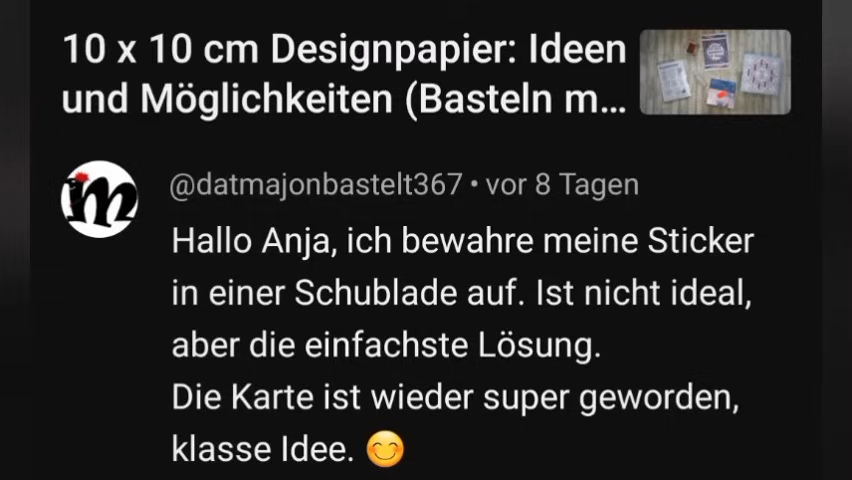 10 x 10 cm Designpapier: Ideen
und Möglichkeiten (Basteln m...
@datmajonbastelt367 • vor 8 Tagen
Hallo Anja, ich bewahre meine Sticker
in einer Schublade auf. Ist nicht ideal,
aber die einfachste Lösung.
Die Karte ist wieder super geworden,
klasse Idee. 😊